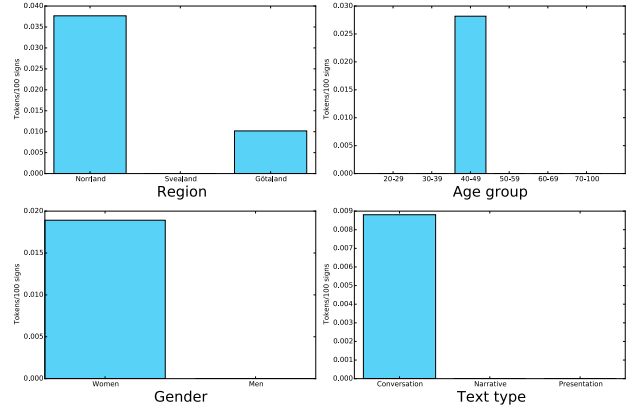 0.040
0.035
0.030
0.025
0.020
0.015
0.010
0.005
0.000
Tokens/100 signs
Norrland Svealand Götaland
Region
0.030
0.025
0.020
0.015
0.010
0.005
0.000
Tokens/100 signs
20-29 30-39 40-49 50-59 60-69 70-100
Age group
0.020
0.015
0.010
0.005
0.000
Tokens/100 signs
Women Men
Gender
0.009
0.008
0.007
0.006
0.005
0.004
0.003
0.002
0.001
0.000
Tokens/100 signs
Conversation Narrative Presentation
Text type